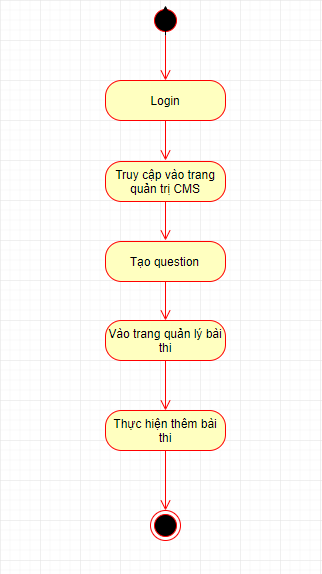 Login
Truy cập vào trang
quản trị CMS
Tạo question
Vào trang quản lý bài
thi
Thực hiện thêm bài
thi